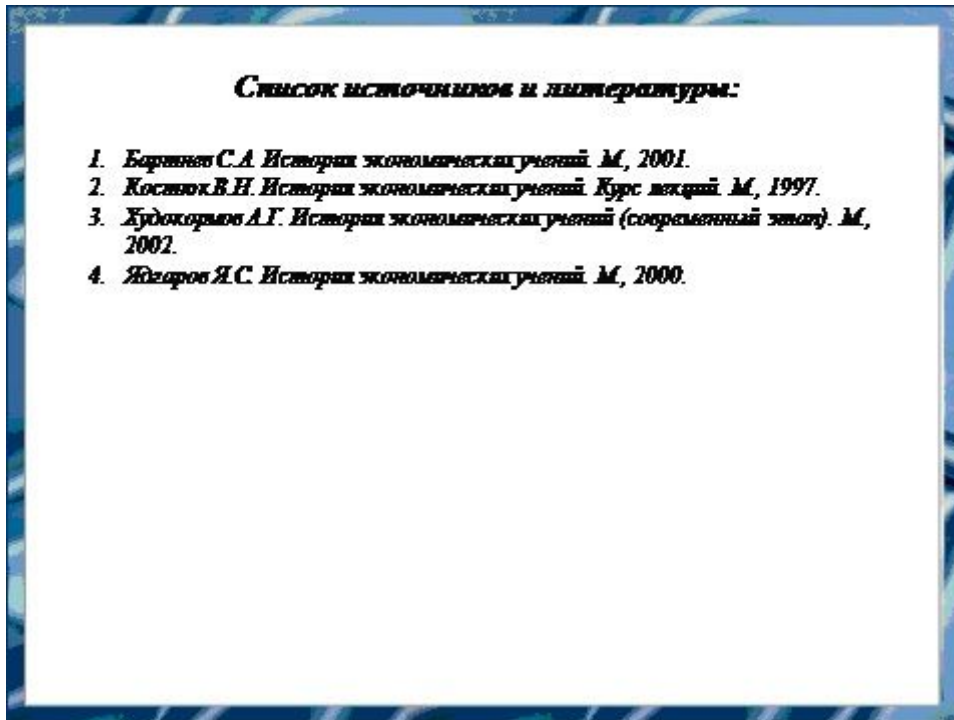 Список источников и литературы:
1. Бартенев С.А. История экономических учений. М., 2001.
2. Костюк В.Н. История экономических учений. Курс лекций. М., 1997.
3. Худокормов А.Г. История экономических учений (современный этап). М.,
2002.
4. Ядгаров Я.С. История экономических учений. М., 2000.